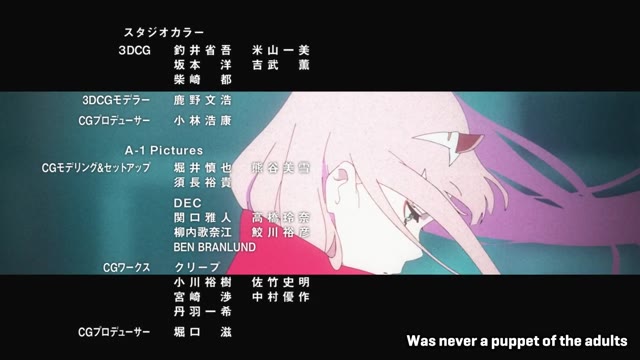 スタジオカラー
3DCG 釣井省吾 米山一美
坂本 洋 吉武 薫
柴崎 都
3DCGモデラー 鹿野文浩
CGプロデューサー 小林浩康
A-1 Pictures
CGモデリング&セットアップ 堀井慎也 熊谷美雪
須長裕貴
DEC
関口雅人 高橋玲奈
柳内歌奈江 鮫川裕彦
BEN BRANLUND
CGワークス クリープ
小川裕樹 佐竹史明
宮崎 渉 中村優作
丹羽一希
CGプロデューサー 堀口 滋
Was never a puppet of the adults